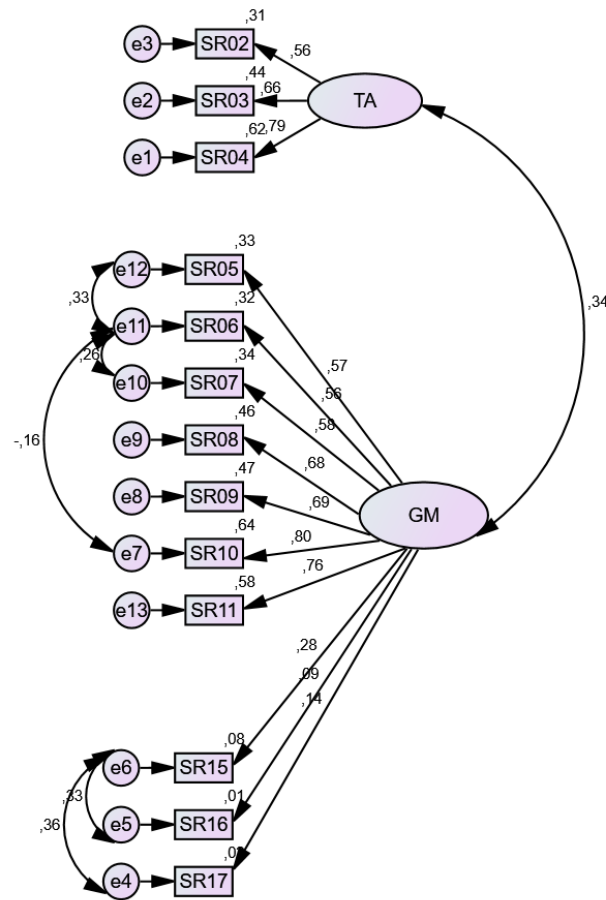 ,31
e3 SR02 ,56
,44
e2 SR03 ,66 TA
,62 ,79
e1 SR04
,34
,33
e12 SR05
,33 ,32
e11 SR06 ,57
,26 ,34 ,56
e10 SR07 ,58
,46
-,16 e9 SR08 ,68
,47
e8 SR09 ,69 GM
,64 ,80
e7 SR10
,58 ,76
e13 SR11
,28
,09
,14
,08
e6 SR15
,33 ,01
,36 e5 SR16
e4 SR17